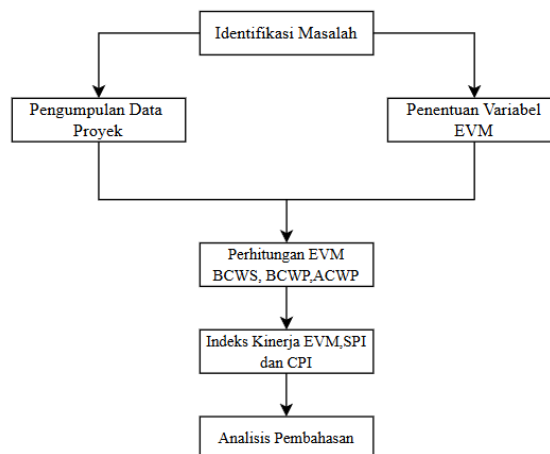 Identifikasi Masalah
Pengumpulan Data
Proyek
Penentuan Variabel
EVM
Perhitungan EVM
BCWS, BCWP,ACWP
Indeks Kinerja EVM,SPI
dan CPI
Analisis Pembahasan